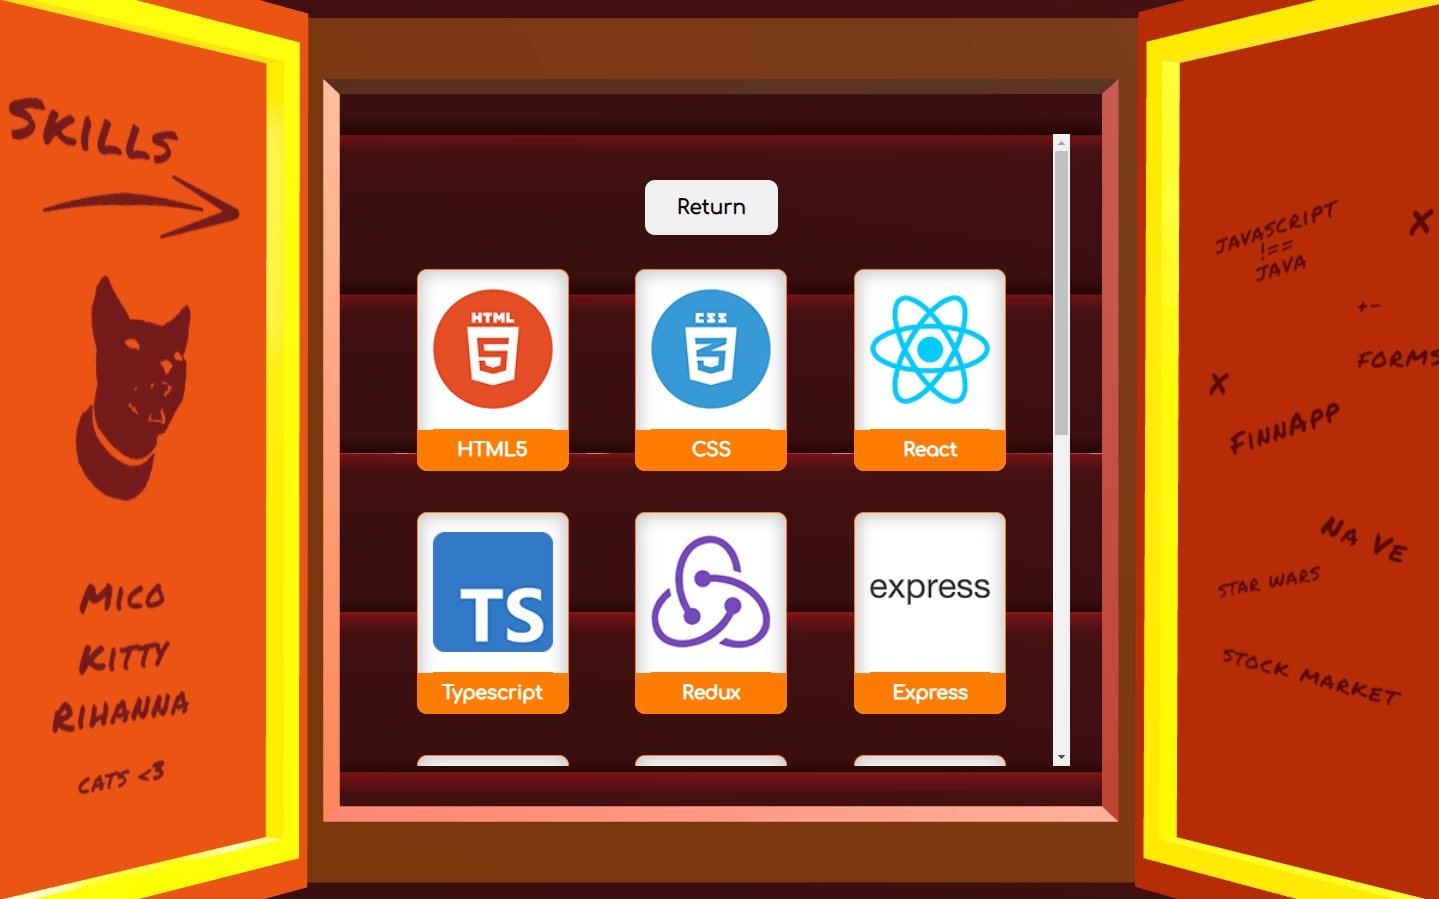 Skills
Mico
Kitty
Rihanna
cats <3
Return
HTML
5
HTML5
CSS
3
CSS
React
TS
Typescript
Redux
express
Express
JavaScript
!==
Java
x
+-
forms
x
FinnApp
Na Ve
Star Wars
Stock Market